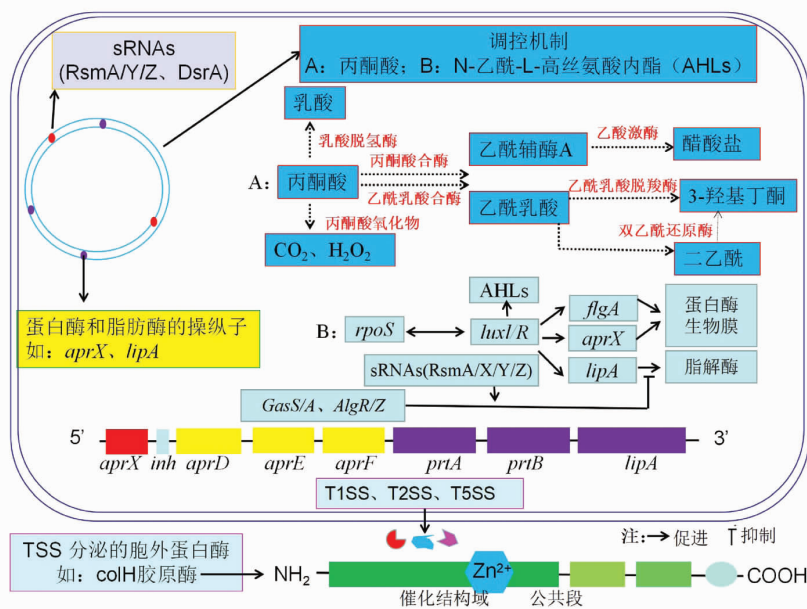 sRNAs
(RsmA/Y/Z、DsrA)
调控机制
A：丙酮酸；B：N-乙酰-L-高丝氨酸内酯（AHLs）
乳酸
乳酸脱氢酶
丙酮酸合酶
乙酰辅酶A
乙酸激酶
醋酸盐
A：
丙酮酸
乙酰乳酸合酶
乙酰乳酸
乙酰乳酸脱羧酶
3-羟基丁酮
丙酮酸氧化物
双乙酰还原酶
CO₂、H₂O₂
二乙酰
蛋白酶和脂肪酶的操纵子
如：aprX、lipA
AHLs
B：
rpoS
luxI/R
flgA
aprX
lipA
蛋白酶
生物膜
脂解酶
sRNAs(RsmA/X/Y/Z)
GasS/A、AlgR/Z
5’
3’
aprX
inh
aprD
aprE
aprF
prtA
prtB
lipA
T1SS、T2SS、T5SS
注：
促进
抑制
TSS 分泌的胞外蛋白酶
如：colH胶原酶
NH₂
Zn²⁺
COOH
催化结构域
公共段